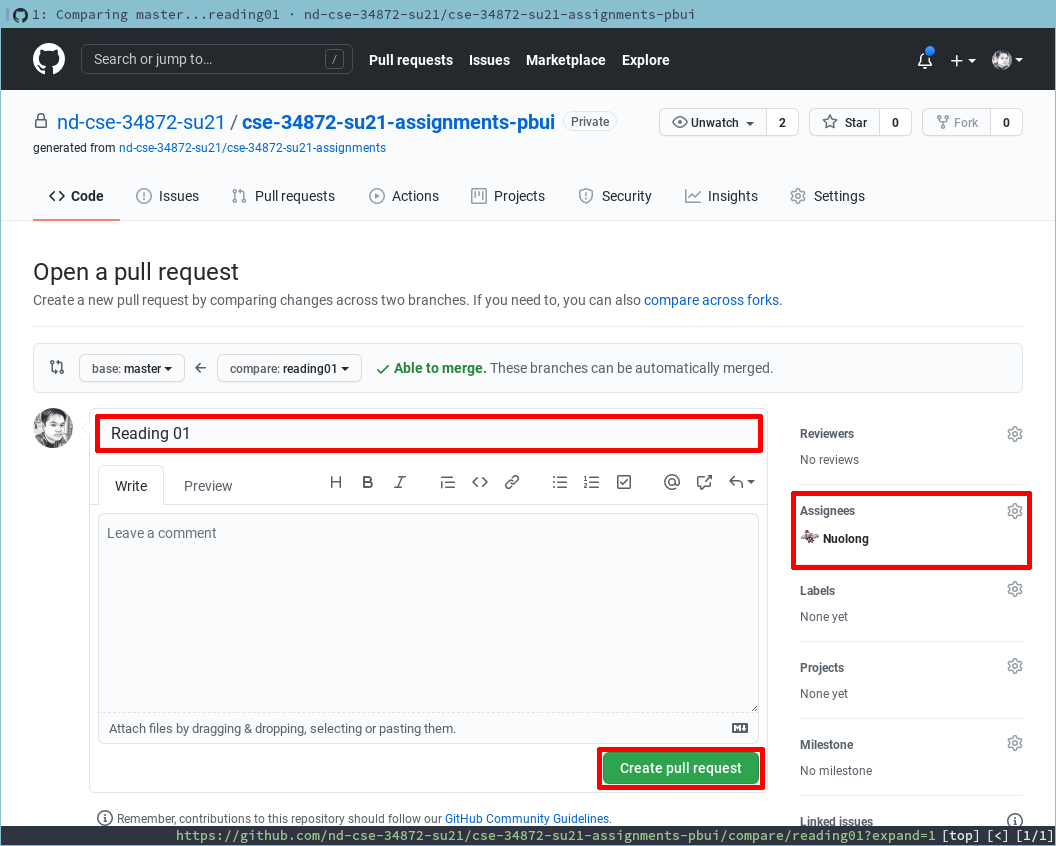 1: Comparing master...reading01 · nd-cse-34872-su21/cse-34872-su21-assignments-pbui
Search or jump to… / Pull requests Issues Marketplace Explore
nd-cse-34872-su21 / cse-34872-su21-assignments-pbui Private Unwatch 2 Star 0 Fork 0
generated from nd-cse-34872-su21/cse-34872-su21-assignments
Code Issues Pull requests Actions Projects Security Insights Settings
Open a pull request
Create a new pull request by comparing changes across two branches. If you need to, you can also compare across forks.
base: master ← compare: reading01 Able to merge. These branches can be automatically merged.
Reading 01
Write Preview
Leave a comment
Attach files by dragging & dropping, selecting or pasting them.
Create pull request
Remember, contributions to this repository should follow our GitHub Community Guidelines.
Reviewers
No reviews
Assignees
Nuolong
Labels
None yet
Projects
None yet
Milestone
No milestone
Linked issues
https://github.com/nd-cse-34872-su21/cse-34872-su21-assignments-pbui/compare/reading01?expand=1 [top] [<] [1/1]